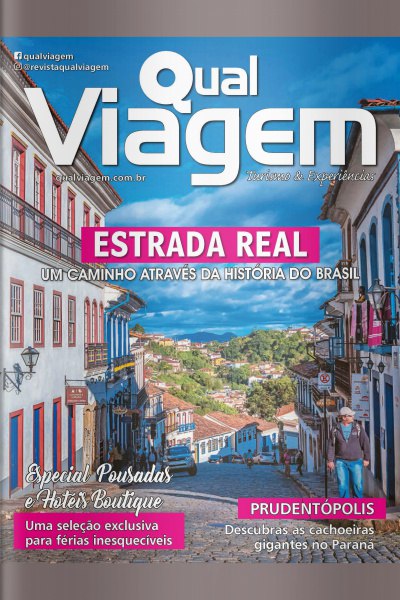 qualviagem
@revistaqualviagem
Qual
Viagem
qualviagem.com.br
Turismo & Experiências
ESTRADA REAL
UM CAMINHO ATRAVÉS DA HISTÓRIA DO BRASIL
Especial Pousadas
e Hotéis Boutique
Uma seleção exclusiva
para férias inesquecíveis
PRUDENTÓPOLIS
Descubras as cachoeiras
gigantes no Paraná